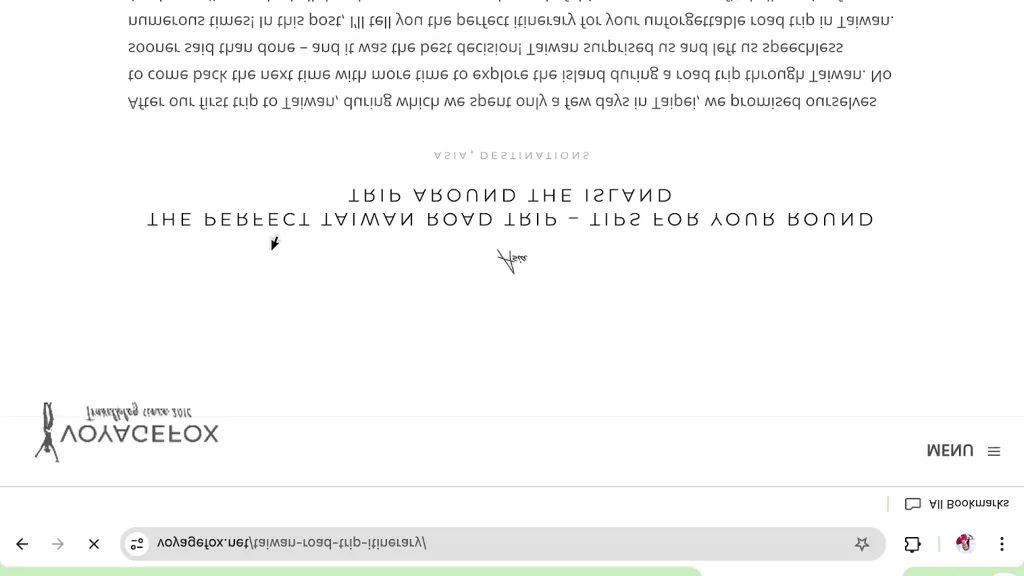 voyagefox.net/taiwan-road-trip-itinerary/
All Bookmarks
MENU
VOYAGEFOX
since
Asia
THE PERFECT TAIWAN ROAD TRIP – TIPS FOR YOUR ROUND
TRIP AROUND THE ISLAND
ASIA, DESTINATIONS
After our first trip to Taiwan, during which we spent only a few days in Taipei, we promised ourselves
to come back the next time with more time to explore the island during a road trip through Taiwan. No
sooner said than done – and it was the best decision! Taiwan surprised us and left us speechless
numerous times! In this post, I'll tell you the perfect itinerary for your unforgettable road trip in Taiwan.